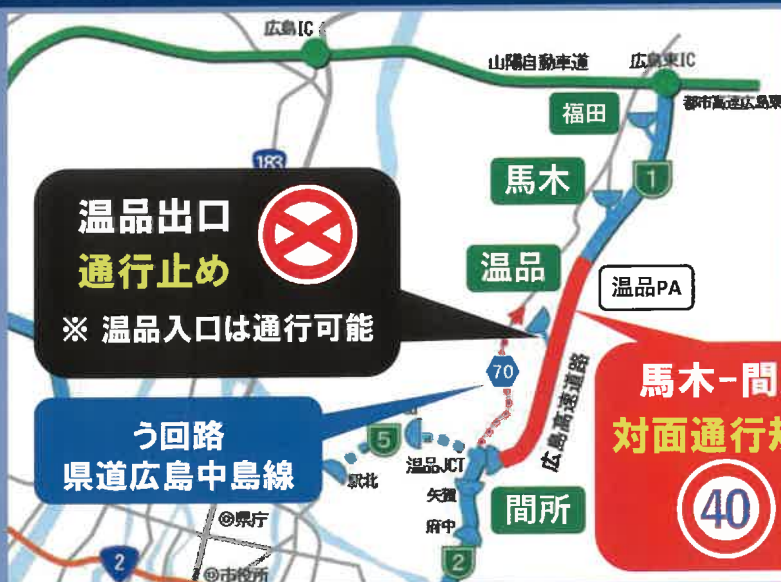 広島IC
山陽自動車道
広島東IC
都市高速広島東
福田
183
馬木
1
温品出口
通行止め
※ 温品入口は通行可能
温品
温品PA
70
広島高速道路
馬木-間
対面通行規
40
う回路
県道広島中島線
5
温品JCT
駅北
矢賀
間所
府中
◎県庁
2
◎市役所
2